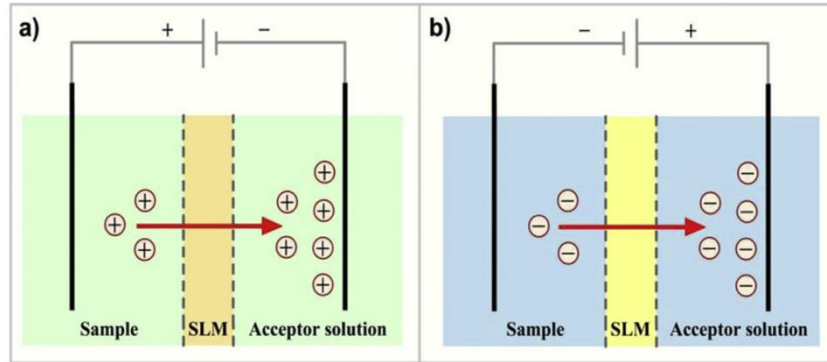 a)
+ −
+ + + + + + + + +
Sample SLM Acceptor solution
b)
− +
− − − − − − − − −
Sample SLM Acceptor solution